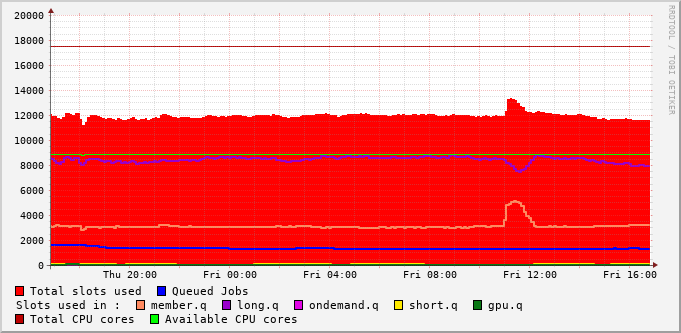 20000
18000
16000
14000
12000
10000
8000
6000
4000
2000
0
Thu 20:00 Fri 00:00 Fri 04:00 Fri 08:00 Fri 12:00 Fri 16:00
RRDTOOL / TOBI OETIKER
Total slots used Queued Jobs
Slots used in : member.q long.q ondemand.q short.q gpu.q
Total CPU cores Available CPU cores